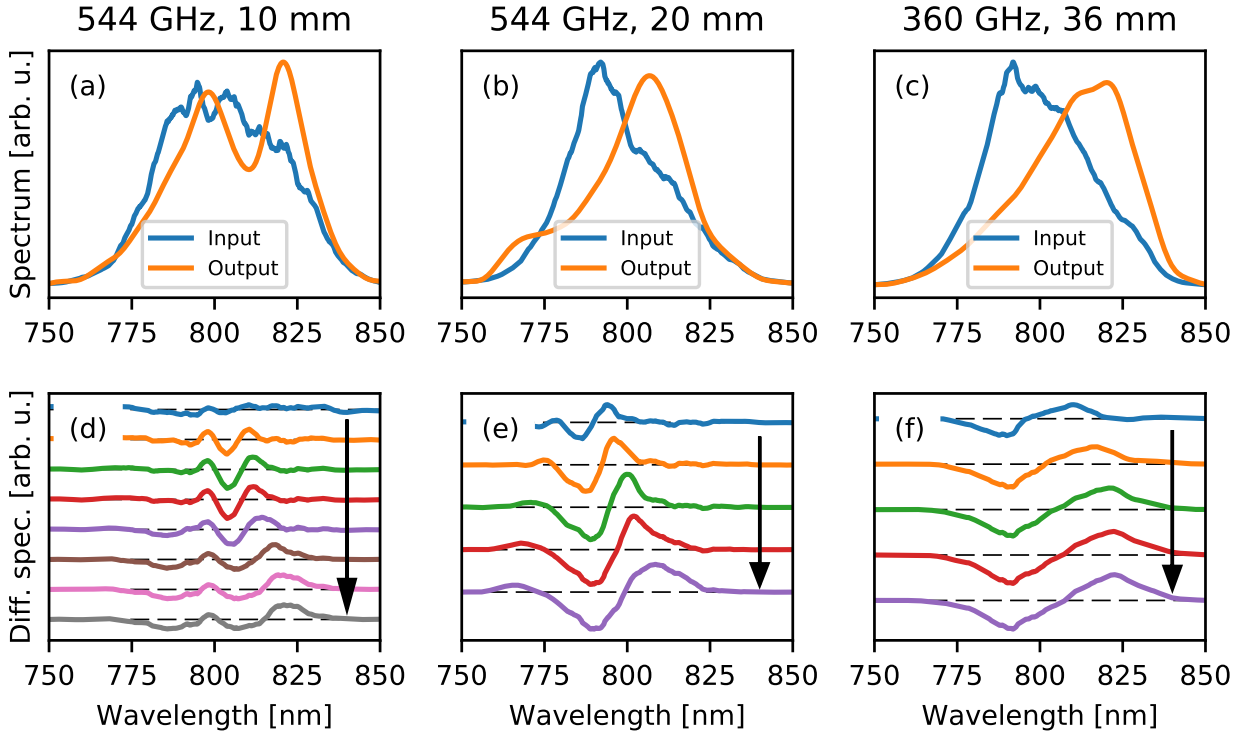 544 GHz, 10 mm
544 GHz, 20 mm
360 GHz, 36 mm
Spectrum [arb. u.]
(a)
Input
Output
750 775 800 825 850
(b)
Input
Output
750 775 800 825 850
(c)
Input
Output
750 775 800 825 850
Diff. spec. [arb. u.]
(d)
750 775 800 825 850
Wavelength [nm]
(e)
750 775 800 825 850
Wavelength [nm]
(f)
750 775 800 825 850
Wavelength [nm]